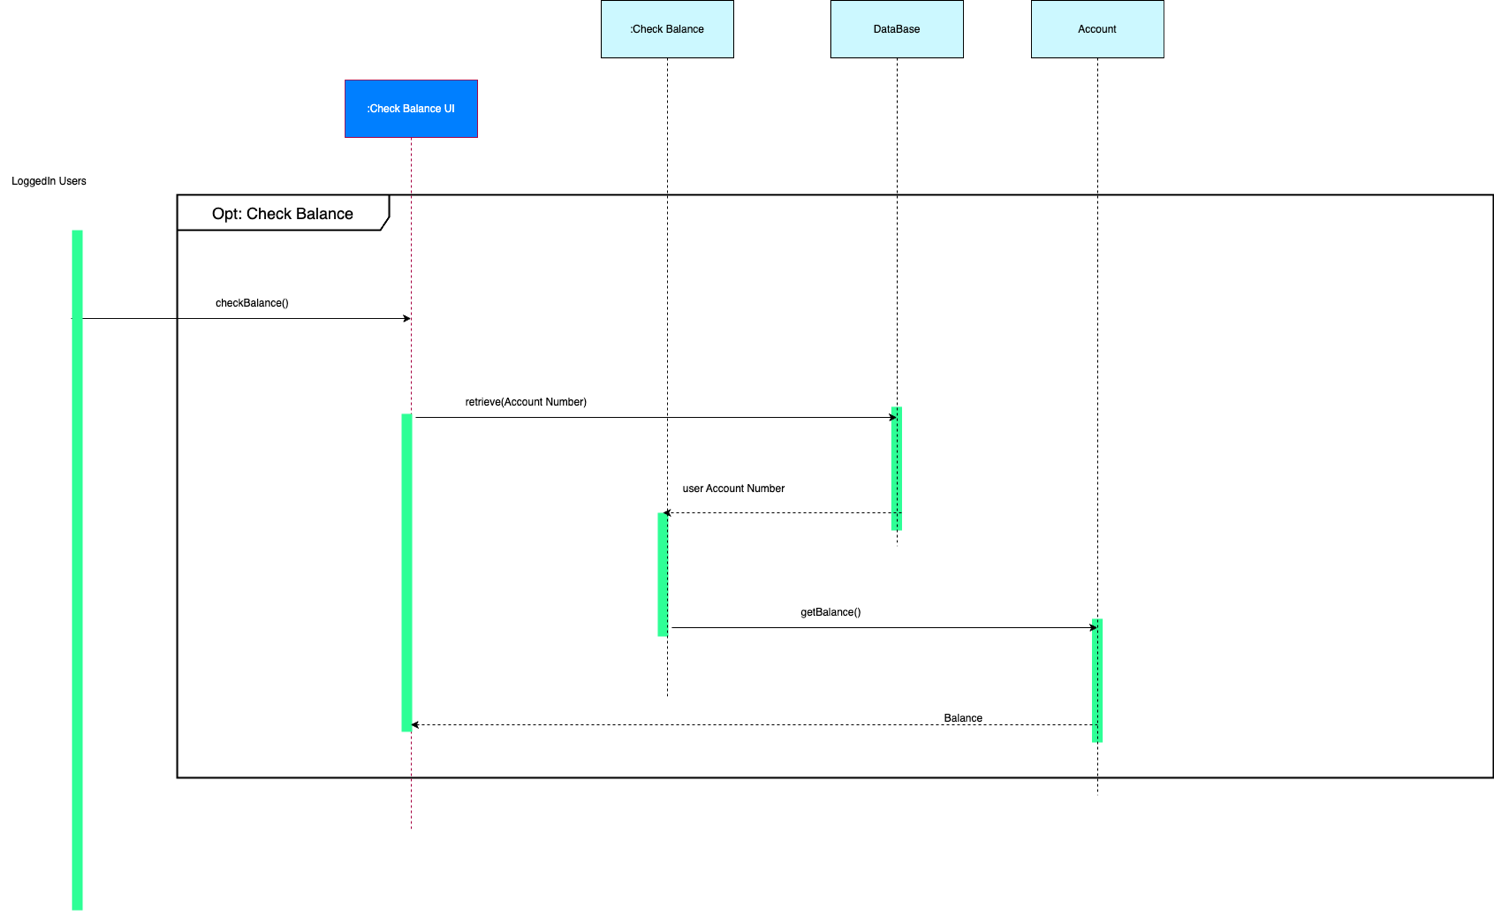 :Check Balance
DataBase
Account
:Check Balance UI
LoggedIn Users
Opt: Check Balance
checkBalance()
retrieve(Account Number)
user Account Number
getBalance()
Balance